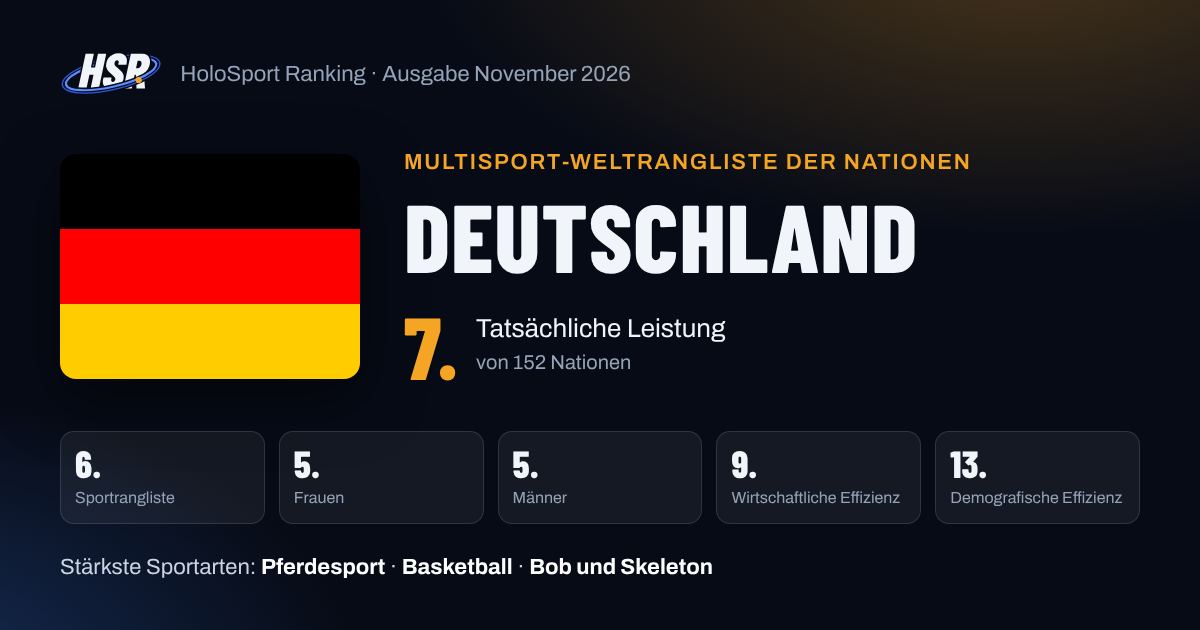 HSR
HoloSport Ranking · Ausgabe November 2026
MULTISPORT-WELTRANGLISTE DER NATIONEN
DEUTSCHLAND
7.
Tatsächliche Leistung
von 152 Nationen
6.
Sportrangliste
5.
Frauen
5.
Männer
9.
Wirtschaftliche Effizienz
13.
Demografische Effizienz
Stärkste Sportarten: Pferdesport · Basketball · Bob und Skeleton